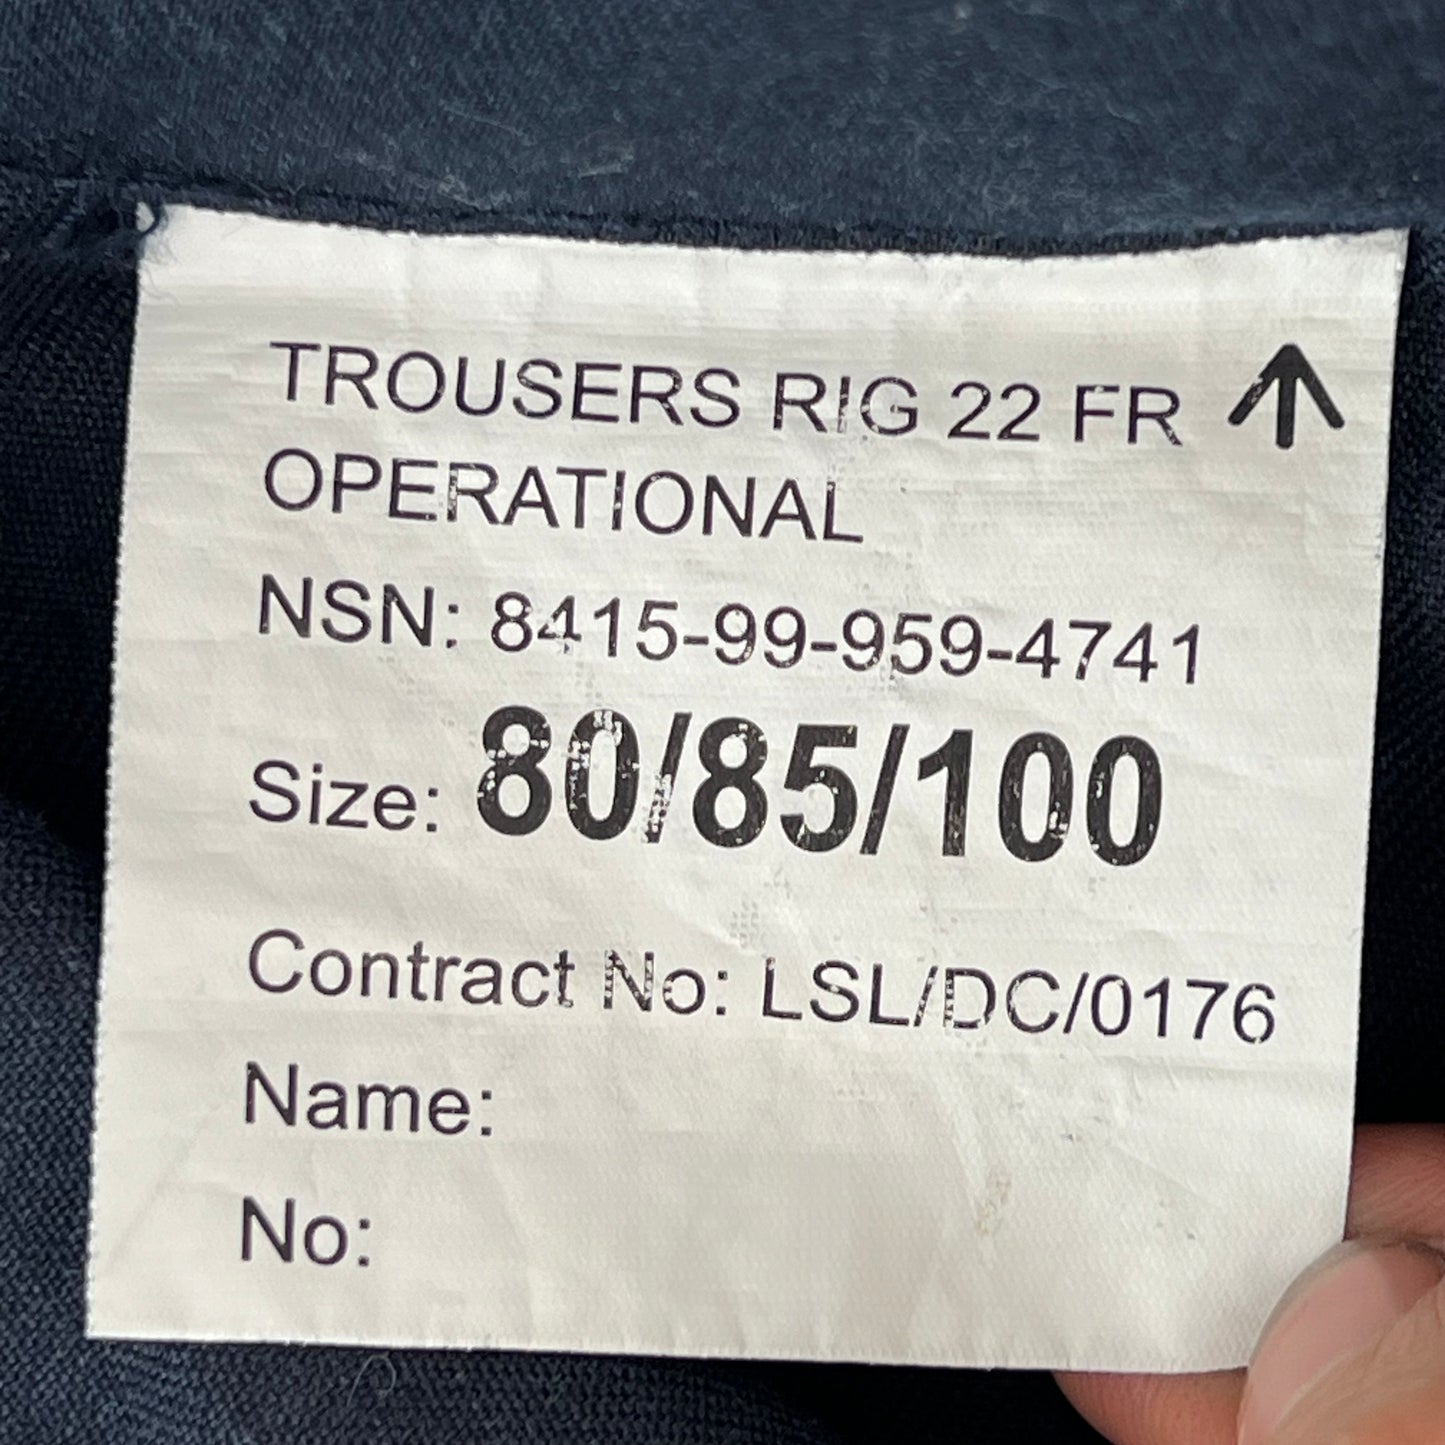 TROUSERS RIG 22 FR
OPERATIONAL
NSN: 8415-99-959-4741
Size: 80/85/100
Contract No: LSL/DC/0176
Name:
No: